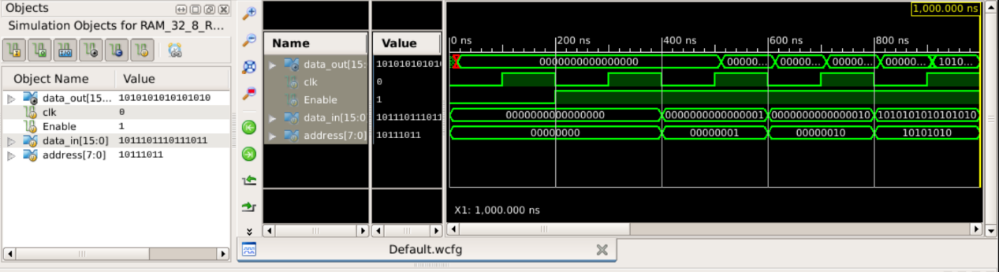 Objects
Simulation Objects for RAM_32_8_R...
Object Name Value
data_out[15... 1010101010101010
clk 0
Enable 1
data_in[15:0] 1011101110111011
address[7:0] 10111011
Name Value
1,000.000 ns
0 ns 200 ns 400 ns 600 ns 800 ns
data_out[15: 101010101010 0000000000000000 00000... 00000... 00000... 00000... 1010...
clk 0
Enable 1
data_in[15:0 101110111011 0000000000000000 0000000000000001 0000000000000010 1010101010101010
address[7:0] 10111011 00000000 00000001 00000010 10101010
X1: 1,000.000 ns
Default.wcfg